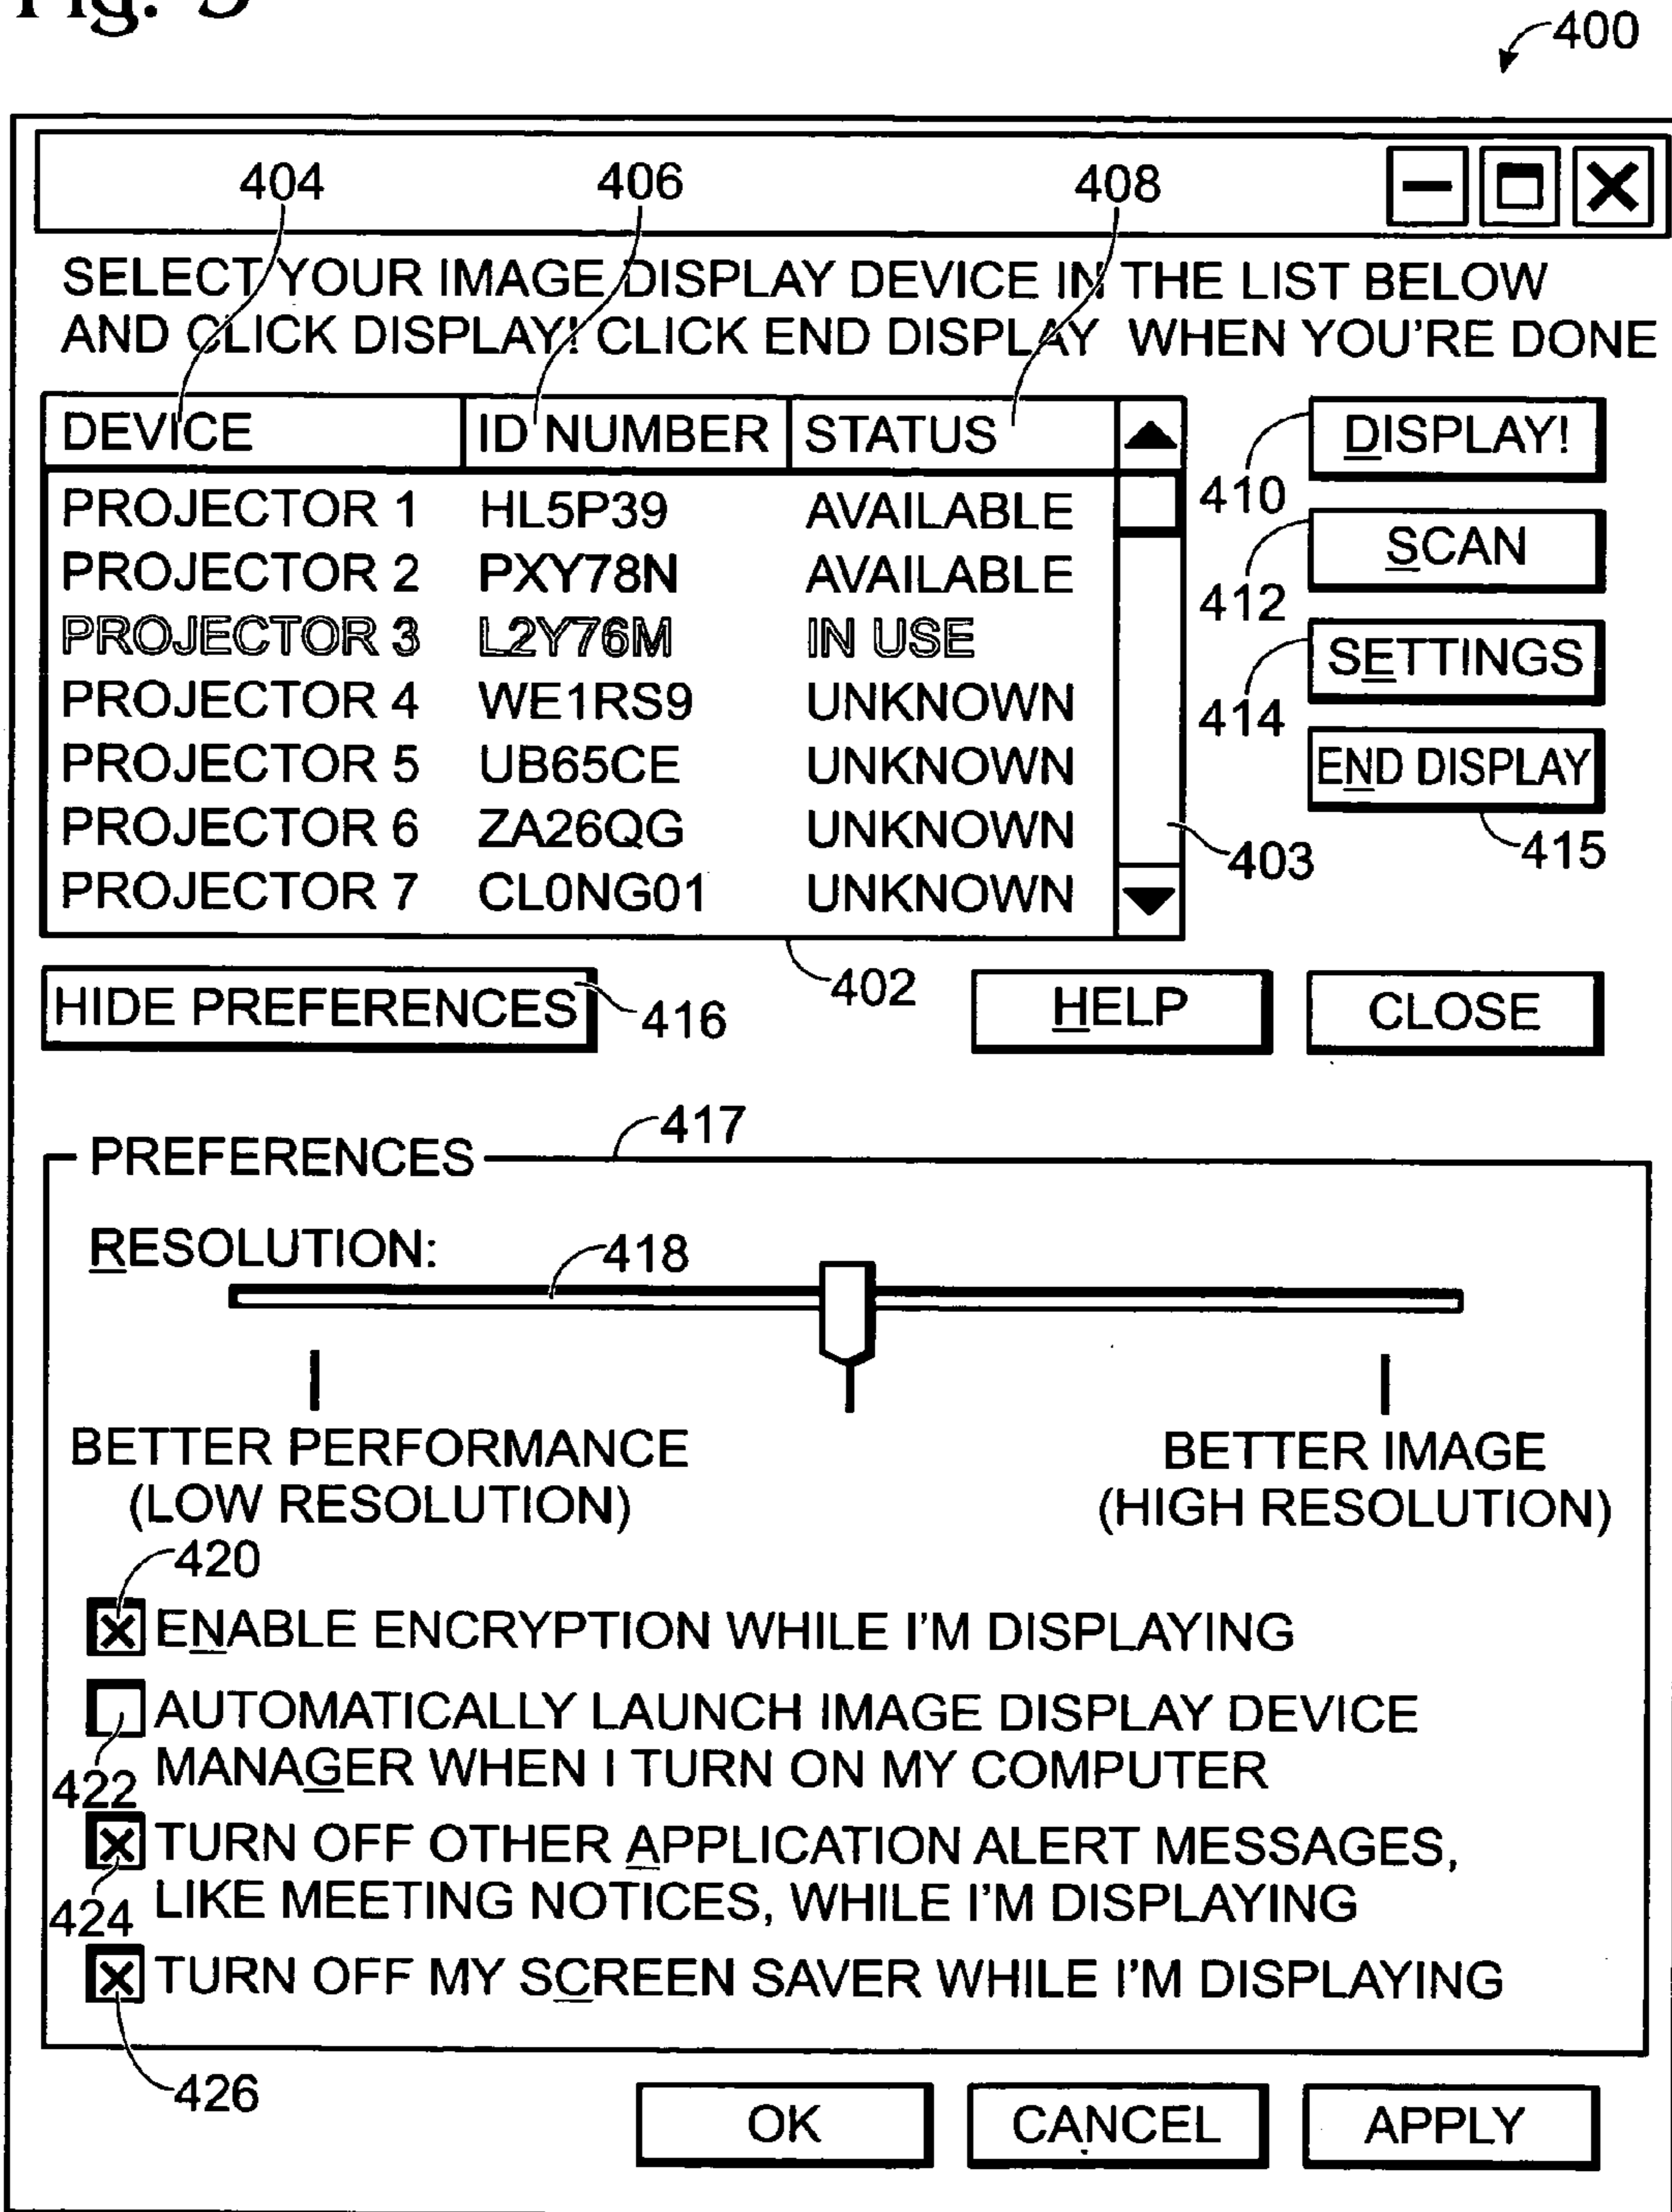 Fig. 5
400
404 406 408
SELECT YOUR IMAGE DISPLAY DEVICE IN THE LIST BELOW
AND CLICK DISPLAY! CLICK END DISPLAY WHEN YOU'RE DONE
DEVICE ID NUMBER STATUS
DISPLAY!
PROJECTOR 1 HL5P39 AVAILABLE
410
PROJECTOR 2 PXY78N AVAILABLE
SCAN
412
PROJECTOR 3 L2Y76M IN USE
SETTINGS
PROJECTOR 4 WE1RS9 UNKNOWN
414
PROJECTOR 5 UB65CE UNKNOWN
END DISPLAY
PROJECTOR 6 ZA26QG UNKNOWN
403
415
PROJECTOR 7 CL0NG01 UNKNOWN
402
HIDE PREFERENCES
416
HELP
CLOSE
417
PREFERENCES
RESOLUTION:
418
BETTER PERFORMANCE
(LOW RESOLUTION)
BETTER IMAGE
(HIGH RESOLUTION)
420
ENABLE ENCRYPTION WHILE I'M DISPLAYING
AUTOMATICALLY LAUNCH IMAGE DISPLAY DEVICE
MANAGER WHEN I TURN ON MY COMPUTER
422
TURN OFF OTHER APPLICATION ALERT MESSAGES,
LIKE MEETING NOTICES, WHILE I'M DISPLAYING
424
TURN OFF MY SCREEN SAVER WHILE I'M DISPLAYING
426
OK
CANCEL
APPLY